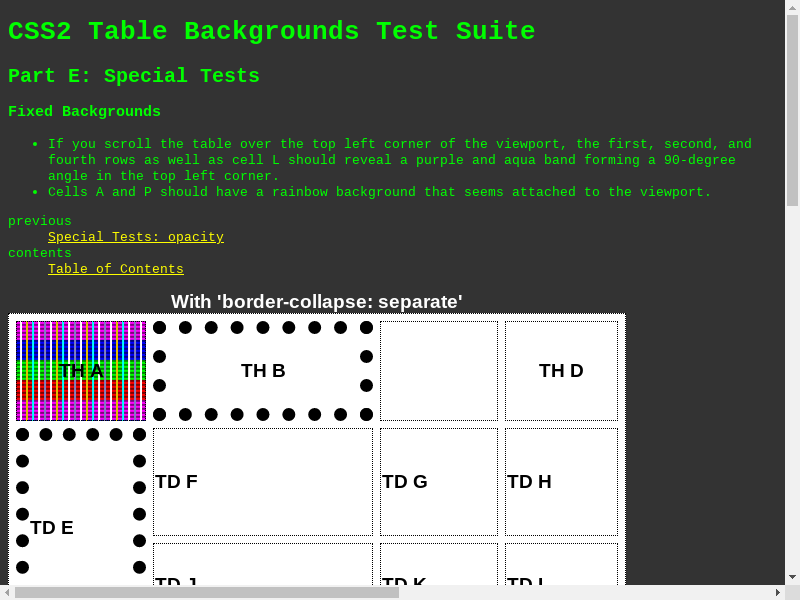 CSS2 Table Backgrounds Test Suite
Part E: Special Tests
Fixed Backgrounds
If you scroll the table over the top left corner of the viewport, the first, second, and
fourth rows as well as cell L should reveal a purple and aqua band forming a 90-degree
angle in the top left corner.
Cells A and P should have a rainbow background that seems attached to the viewport.
previous
Special Tests: opacity
contents
Table of Contents
With 'border-collapse: separate'
TH A TH B TH D
TD F TD G TD H
TD E
TD J TD K TD L